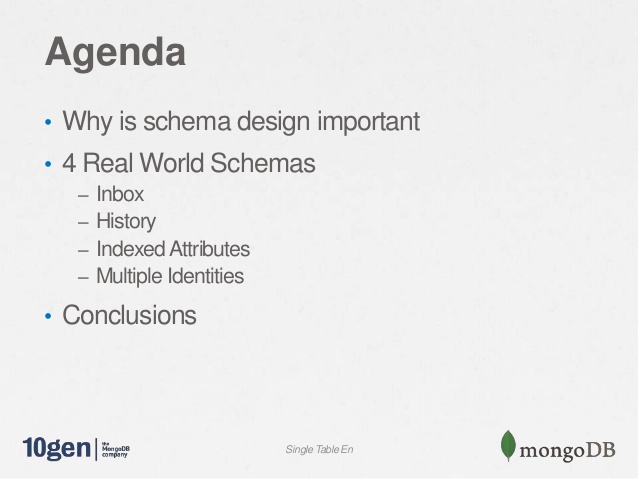 Agenda
• Why is schema design important
• 4 Real World Schemas
– Inbox
– History
– Indexed Attributes
– Multiple Identities
• Conclusions
10gen | the MongoDB company
Single Table En
mongoDB